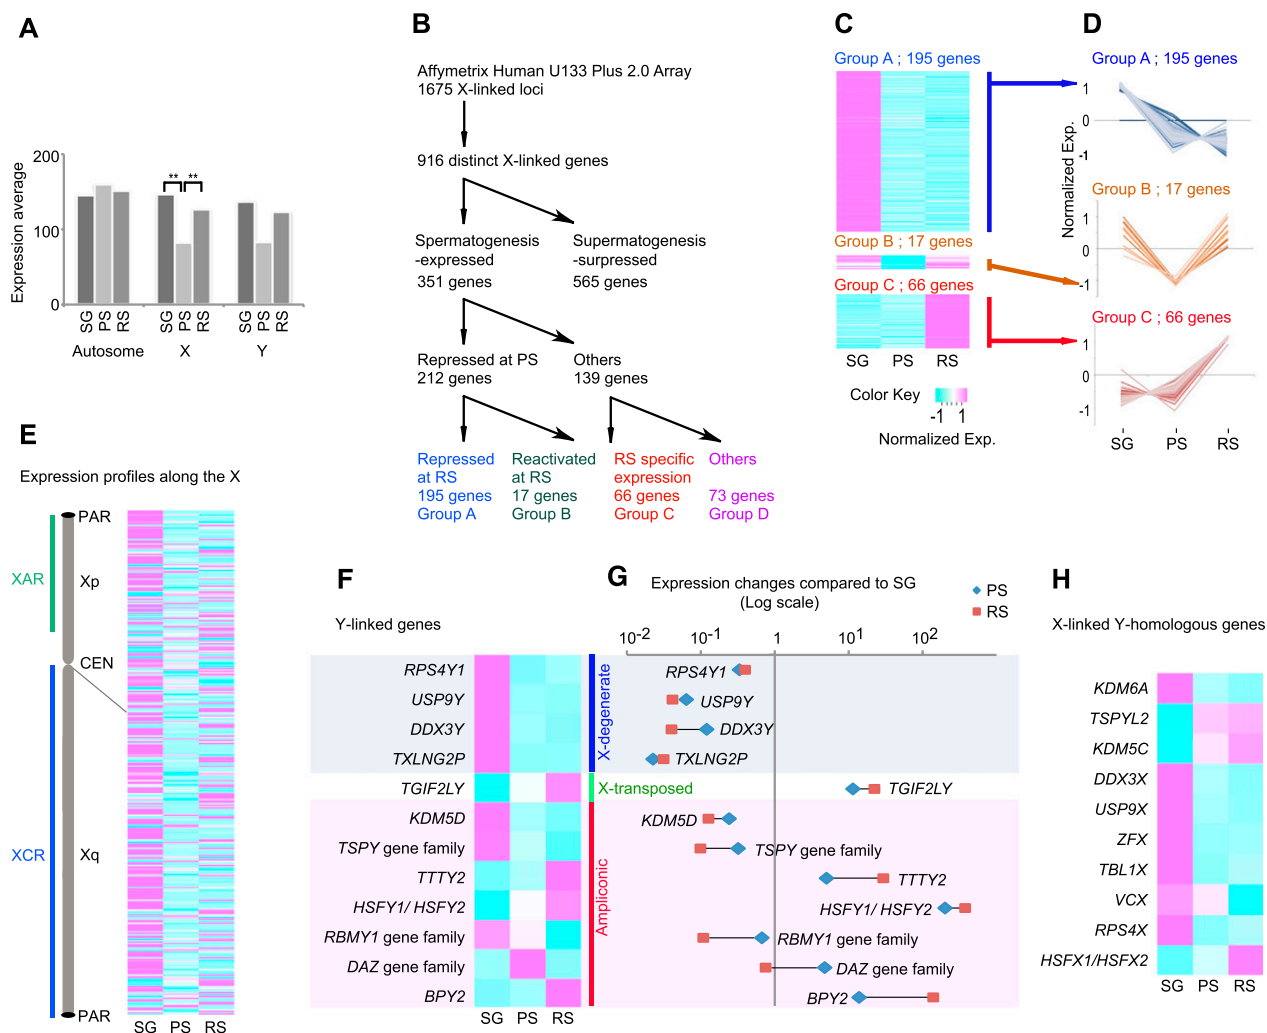 A
200
100
0
Expression average
**
**
SG PS RS SG PS RS SG PS RS
Autosome X Y
B
Affymetrix Human U133 Plus 2.0 Array
1675 X-linked loci
916 distinct X-linked genes
Spermatogenesis
-expressed
351 genes
Supermatogenesis
-surpressed
565 genes
Repressed at PS
212 genes
Others
139 genes
Repressed
at RS
195 genes
Group A
Reactivated
at RS
17 genes
Group B
RS specific
expression
66 genes
Group C
Others
73 genes
Group D
C
Group A ; 195 genes
Group B ; 17 genes
Group C ; 66 genes
SG PS RS
Color Key
-1 1
Normalized Exp.
D
Group A ; 195 genes
1
0
-1
Normalized Exp.
Group B ; 17 genes
1
0
-1
Group C ; 66 genes
1
0
-1
SG PS RS
E
Expression profiles along the X
PAR
XAR
Xp
CEN
XCR
Xq
PAR
SG PS RS
F
Y-linked genes
RPS4Y1
USP9Y
DDX3Y
TXLNG2P
TGIF2LY
KDM5D
TSPY gene family
TTTY2
HSFY1/ HSFY2
RBMY1 gene family
DAZ gene family
BPY2
SG PS RS
X-degenerate
X-transposed
Ampliconic
G
Expression changes compared to SG
(Log scale)
PS
RS
10-2 10-1 1 101 102
RPS4Y1
USP9Y
DDX3Y
TXLNG2P
TGIF2LY
KDM5D
TSPY gene family
TTTY2
HSFY1/ HSFY2
RBMY1 gene family
DAZ gene family
BPY2
H
X-linked Y-homologous genes
KDM6A
TSPYL2
KDM5C
DDX3X
USP9X
ZFX
TBL1X
VCX
RPS4X
HSFX1/HSFX2
SG PS RS